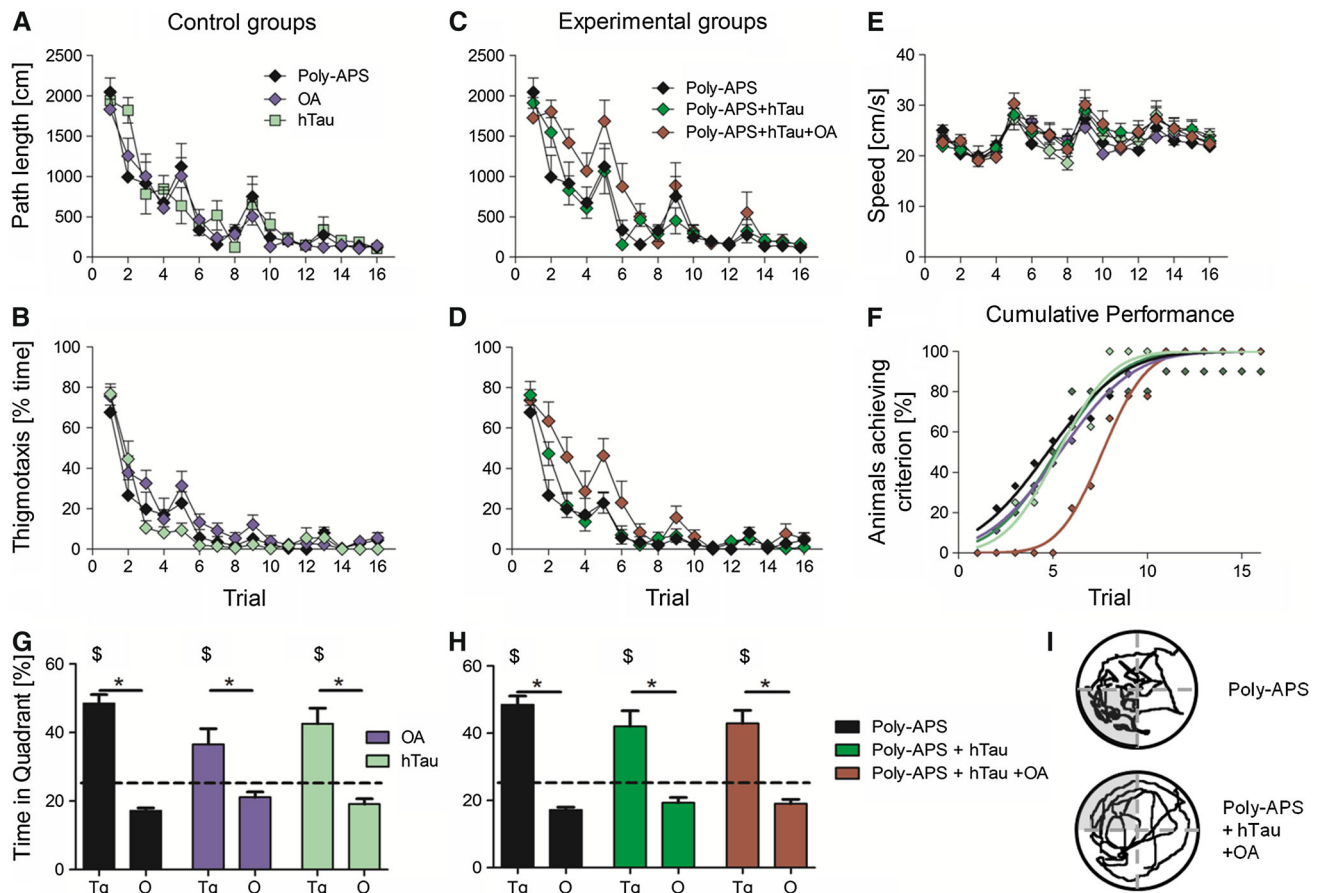 A
Control groups
Path length [cm]
2500
2000
1500
1000
500
0
0 2 4 6 8 10 12 14 16
Poly-APS
OA
hTau
C
Experimental groups
2500
2000
1500
1000
500
0
0 2 4 6 8 10 12 14 16
Poly-APS
Poly-APS+hTau
Poly-APS+hTau+OA
E
Speed [cm/s]
40
30
20
10
0
0 2 4 6 8 10 12 14 16
B
Thigmotaxis [% time]
100
80
60
40
20
0
0 2 4 6 8 10 12 14 16
Trial
D
100
80
60
40
20
0
0 2 4 6 8 10 12 14 16
Trial
F
Cumulative Performance
Animals achieving
criterion [%]
100
80
60
40
20
0
0 5 10 15
Trial
G
Time in Quadrant [%]
60
40
20
0
$ $ $
* * *
Tg O Tg O Tg O
OA
hTau
H
60
40
20
0
$ $ $
* * *
Tg O Tg O Tg O
Poly-APS
Poly-APS + hTau
Poly-APS + hTau +OA
I
Poly-APS
Poly-APS
+ hTau
+OA